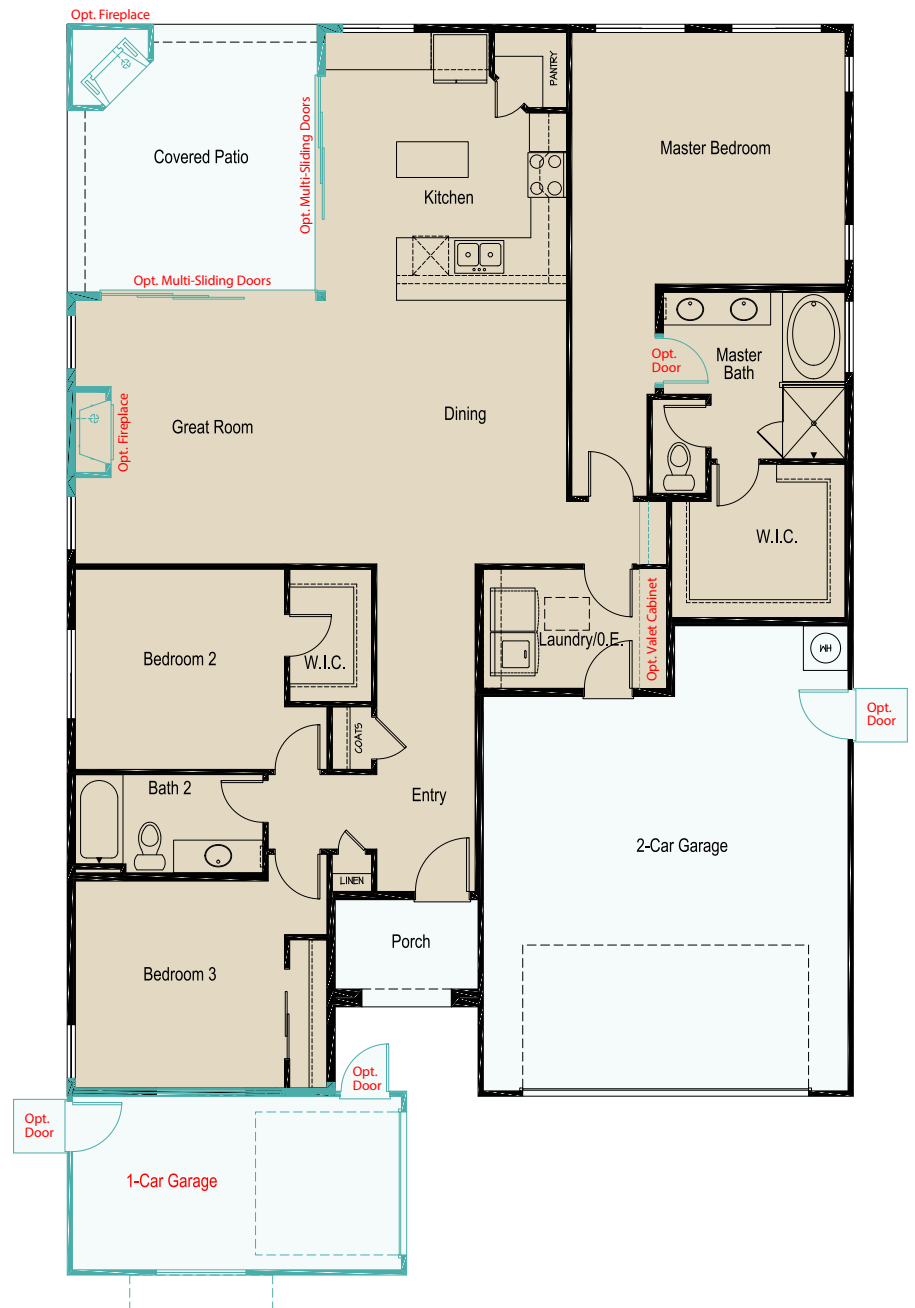 Opt. Fireplace
PANTRY
Opt. Multi-Sliding Doors
Covered Patio
Master Bedroom
Kitchen
Opt. Multi-Sliding Doors
Opt.
Door
Master
Bath
Opt. Fireplace
Great Room
Dining
W.I.C.
Opt. Valet Cabinet
Laundry/O.E.
Bedroom 2
W.I.C.
HW
Opt.
Door
COATS
Bath 2
Entry
2-Car Garage
LINEN
Porch
Bedroom 3
Opt.
Door
Opt.
Door
1-Car Garage